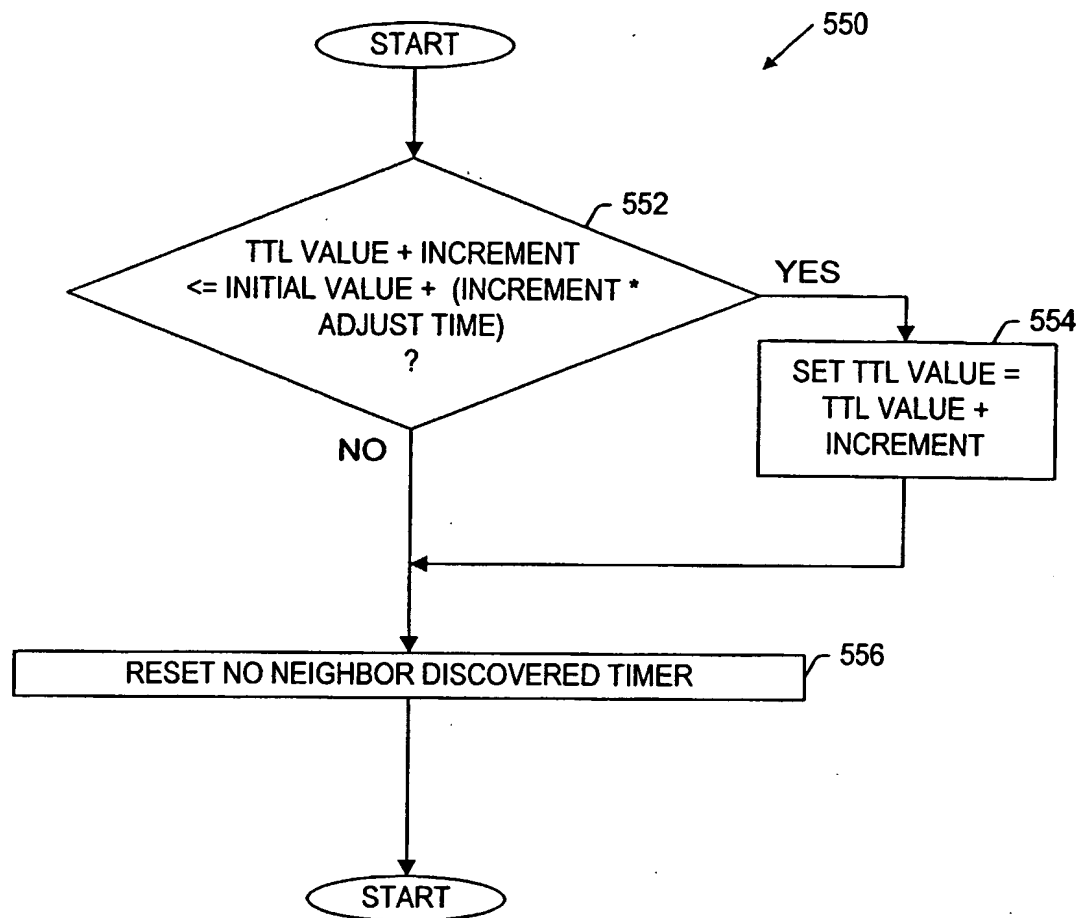 START
550
552
TTL VALUE + INCREMENT
<= INITIAL VALUE + (INCREMENT *
ADJUST TIME)
?
YES
554
SET TTL VALUE =
TTL VALUE +
INCREMENT
NO
RESET NO NEIGHBOR DISCOVERED TIMER
556
START